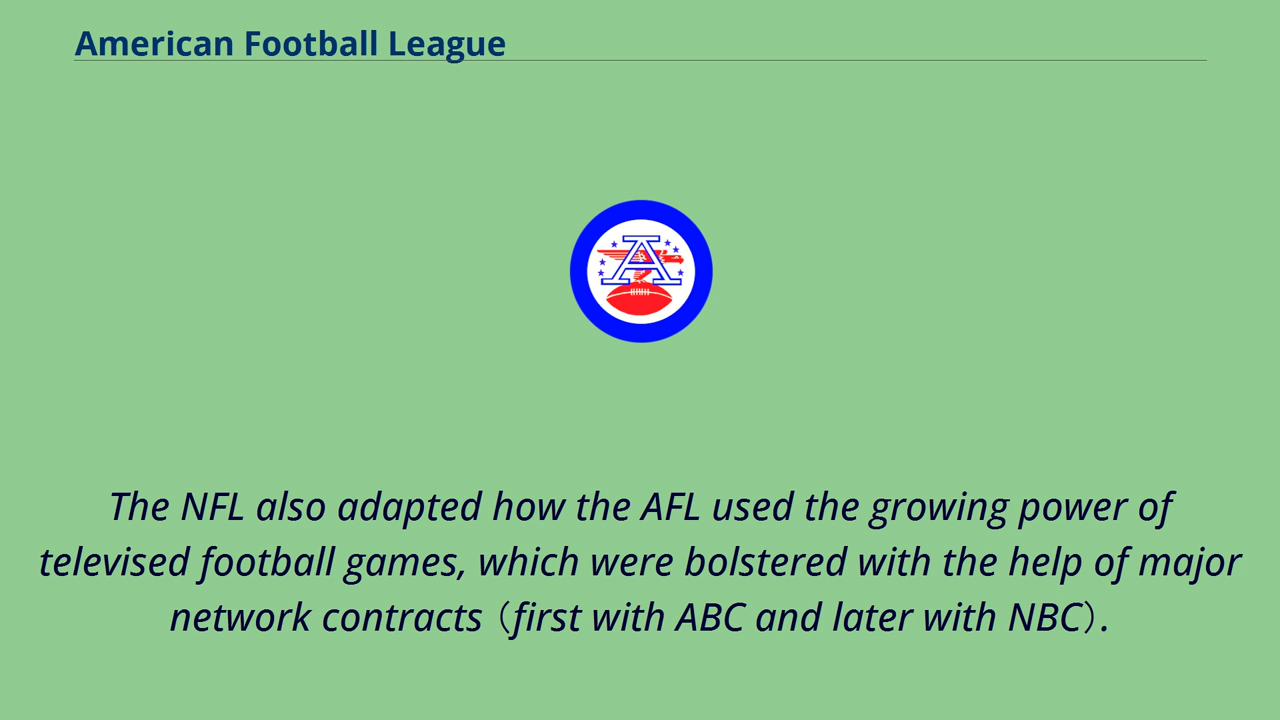 American Football League
A
The NFL also adapted how the AFL used the growing power of
televised football games, which were bolstered with the help of major
network contracts (first with ABC and later with NBC).